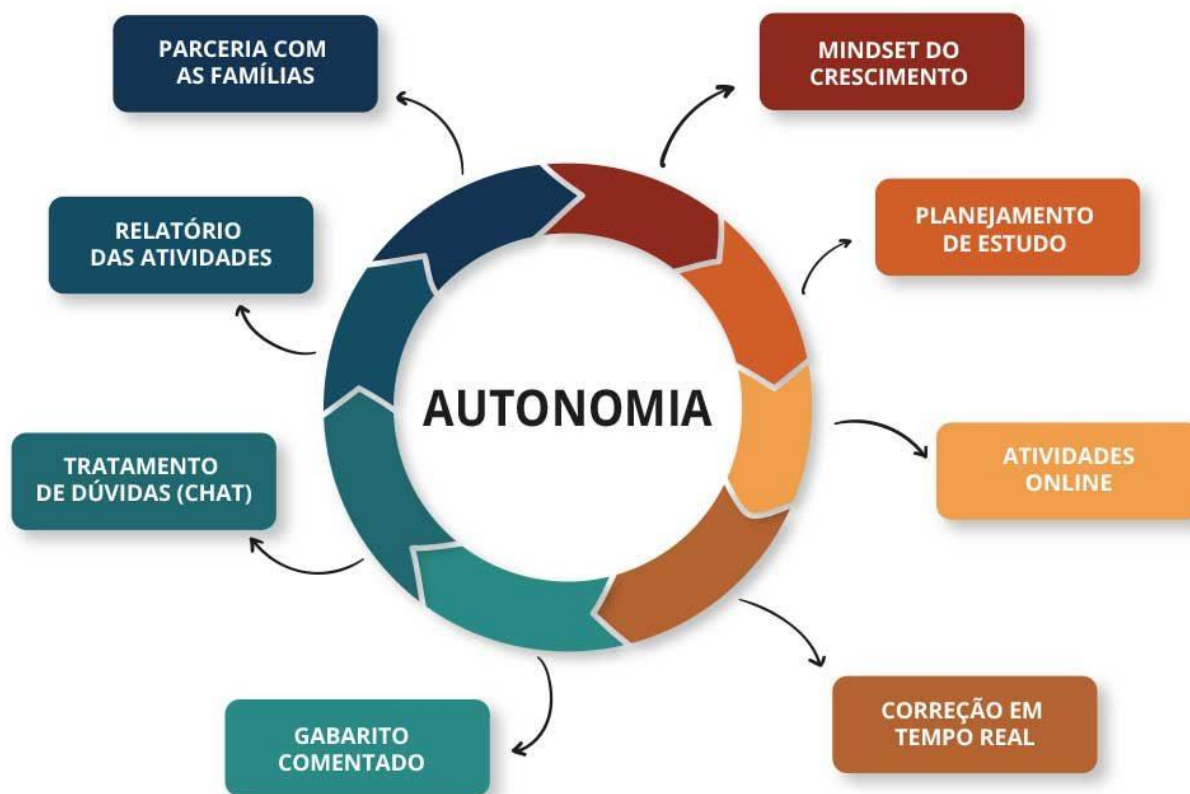 PARCERIA COM
AS FAMÍLIAS
MINDSET DO
CRESCIMENTO
RELATÓRIO
DAS ATIVIDADES
PLANEJAMENTO
DE ESTUDO
AUTONOMIA
TRATAMENTO
DE DÚVIDAS (CHAT)
ATIVIDADES
ONLINE
GABARITO
COMENTADO
CORREÇÃO EM
TEMPO REAL